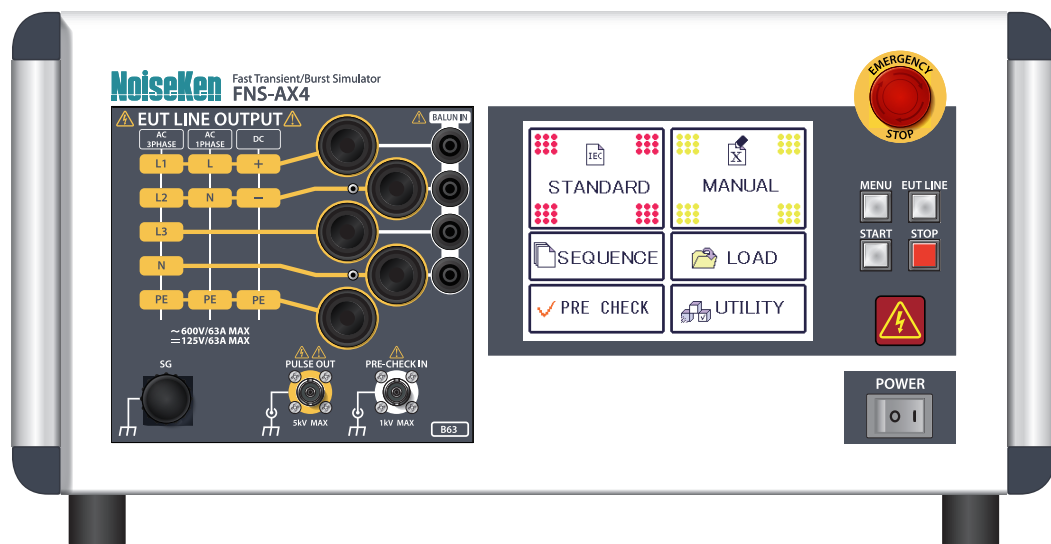 NoiseKen
Fast Transient/Burst Simulator
FNS-AX4
EUT LINE OUTPUT
BALUN IN
AC 3PHASE
AC 1PHASE
DC
L1 L +
L2 N −
L3
N
PE PE PE
～600V/63A MAX
⎓125V/63A MAX
SG
PULSE OUT
5kV MAX
PRE-CHECK IN
1kV MAX
B63
IEC
STANDARD
X
MANUAL
SEQUENCE
LOAD
PRE CHECK
UTILITY
EMERGENCY
STOP
MENU EUT LINE
START STOP
POWER
O I